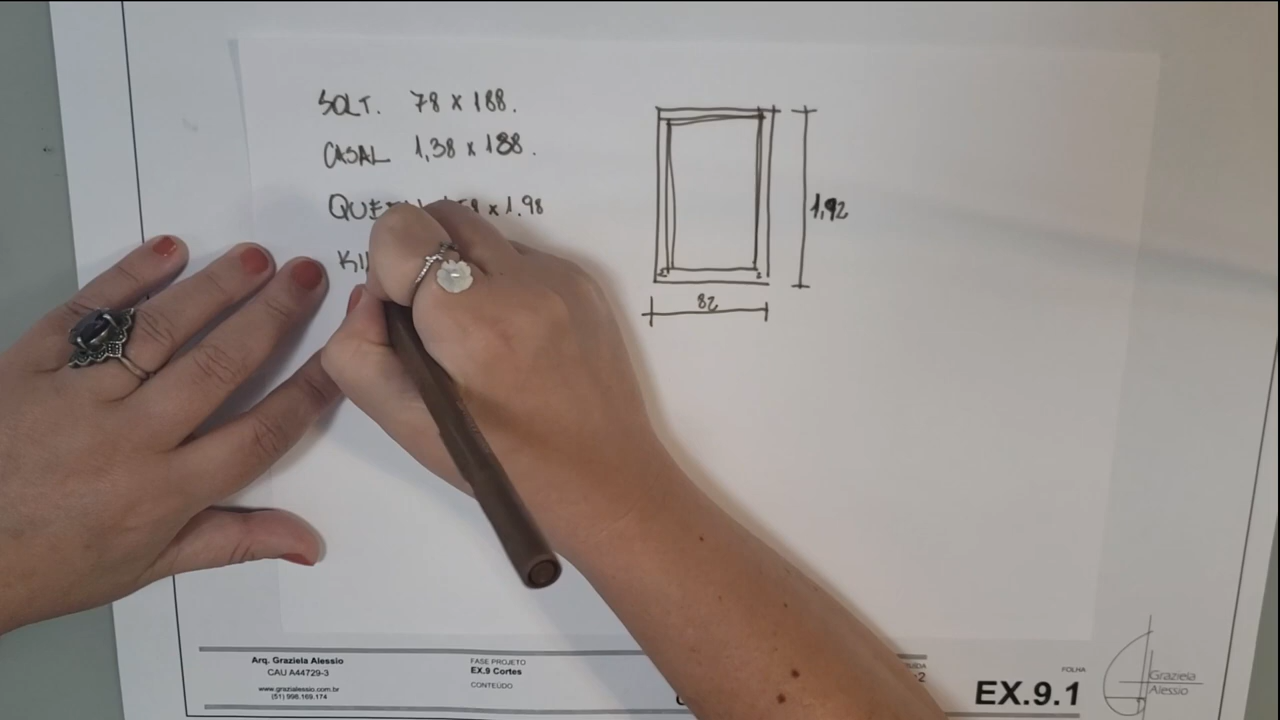 SOLT. 78 x 188.
CASAL 1,38 x 188.
x 1.98
1,92
82
Arq. Graziela Alessio
CAU A44729-3
www.grazialessio.com.br
(51) 998.169.174
FASE PROJETO
EX.9 Cortes
CONTEÚDO
FOLHA
EX.9.1
Graziela
Alessio